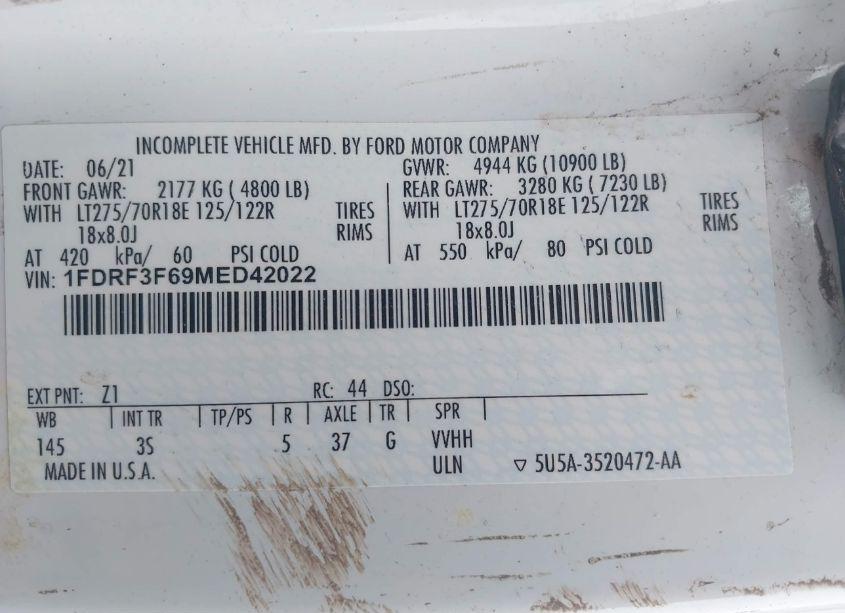 INCOMPLETE VEHICLE MFD. BY FORD MOTOR COMPANY
DATE: 06/21 GVWR: 4944 KG (10900 LB)
FRONT GAWR: 2177 KG ( 4800 LB) REAR GAWR: 3280 KG ( 7230 LB)
WITH LT275/70R18E 125/122R TIRES WITH LT275/70R18E 125/122R TIRES
18x8.0J RIMS 18x8.0J RIMS
AT 420 kPa/ 60 PSI COLD AT 550 kPa/ 80 PSI COLD
VIN: 1FDRF3F69MED42022
EXT PNT: Z1 RC: 44 DSO:
WB | INT TR | TP/PS | R | AXLE | TR | SPR |
145 3S 5 37 G VVHH
MADE IN U.S.A. ULN ▽ 5U5A-3520472-AA